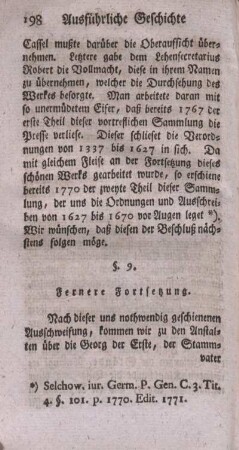 198 Ausführliche Geschichte
Cassel mußte darüber die Oberaufsicht über-
nehmen. Letztere gabe dem Lehensecretarius
Robert die Vollmacht, diese in ihrem Namen
zu übernehmen, welcher die Durchsehung des
Werkes besorgte. Man arbeitete daran mit
so unermüdetem Eifer, daß bereits 1767 der
erste Theil dieser vortreflichen Sammlung die
Presse verliese. Dieser schlieset die Verord-
nungen von 1337 bis 1627 in sich. Da
mit gleichem Fleise an der Fortsetzung dieses
schönen Werks gearbeitet wurde, so erschiene
bereits 1770 der zweyte Theil dieser Samm-
lung, der uns die Ordnungen und Ausschrei-
ben von 1627 bis 1670 vor Augen leget *).
Wir wünschen, daß diesen der Beschluß näch-
stens folgen möge.
§. 9.
Fernere Fortsetzung.
Nach dieser uns nothwendig geschienenen
Ausschweifung, kommen wir zu den Anstal-
ten über die Georg der Erste, der Stamm-
vater
*) Selchow. iur. Germ. P. Gen. C. 3. Tit.
4. §. 101. p. 1770. Edit. 1771.